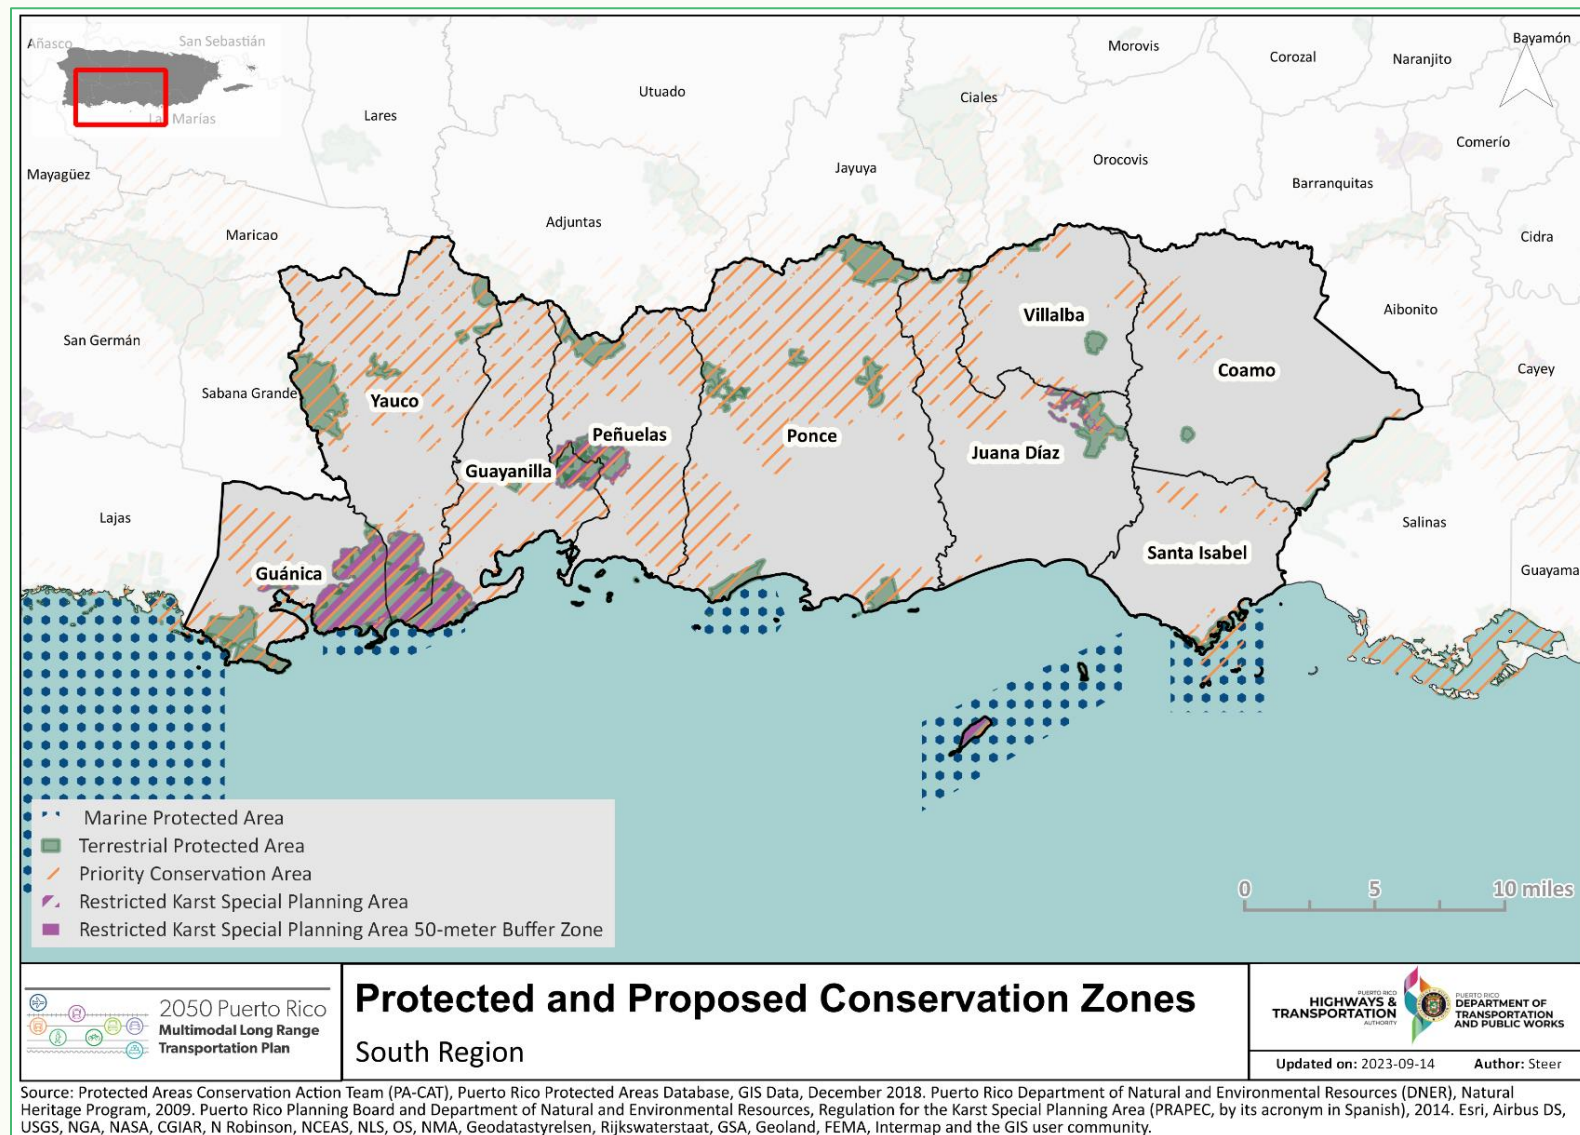 Añasco
San Sebastián
Las Marías
Mayagüez
Lares
Utuado
Ciales
Morovis
Corozal
Naranjito
Bayamón
Comerío
Orocovis
Barranquitas
Jayuya
Adjuntas
Maricao
Cidra
Aibonito
San Germán
Sabana Grande
Cayey
Villalba
Coamo
Yauco
Peñuelas
Ponce
Guayanilla
Juana Díaz
Lajas
Salinas
Santa Isabel
Guánica
Guayama
Marine Protected Area
Terrestrial Protected Area
Priority Conservation Area
Restricted Karst Special Planning Area
Restricted Karst Special Planning Area 50-meter Buffer Zone
0 5 10 miles
2050 Puerto Rico
Multimodal Long Range
Transportation Plan
Protected and Proposed Conservation Zones
South Region
PUERTO RICO
HIGHWAYS &
TRANSPORTATION
AUTHORITY
PUERTO RICO
DEPARTMENT OF
TRANSPORTATION
AND PUBLIC WORKS
Updated on: 2023-09-14 Author: Steer
Source: Protected Areas Conservation Action Team (PA-CAT), Puerto Rico Protected Areas Database, GIS Data, December 2018. Puerto Rico Department of Natural and Environmental Resources (DNER), Natural
Heritage Program, 2009. Puerto Rico Planning Board and Department of Natural and Environmental Resources, Regulation for the Karst Special Planning Area (PRAPEC, by its acronym in Spanish), 2014. Esri, Airbus DS,
USGS, NGA, NASA, CGIAR, N Robinson, NCEAS, NLS, OS, NMA, Geodatastyrelsen, Rijkswaterstaat, GSA, Geoland, FEMA, Intermap and the GIS user community.